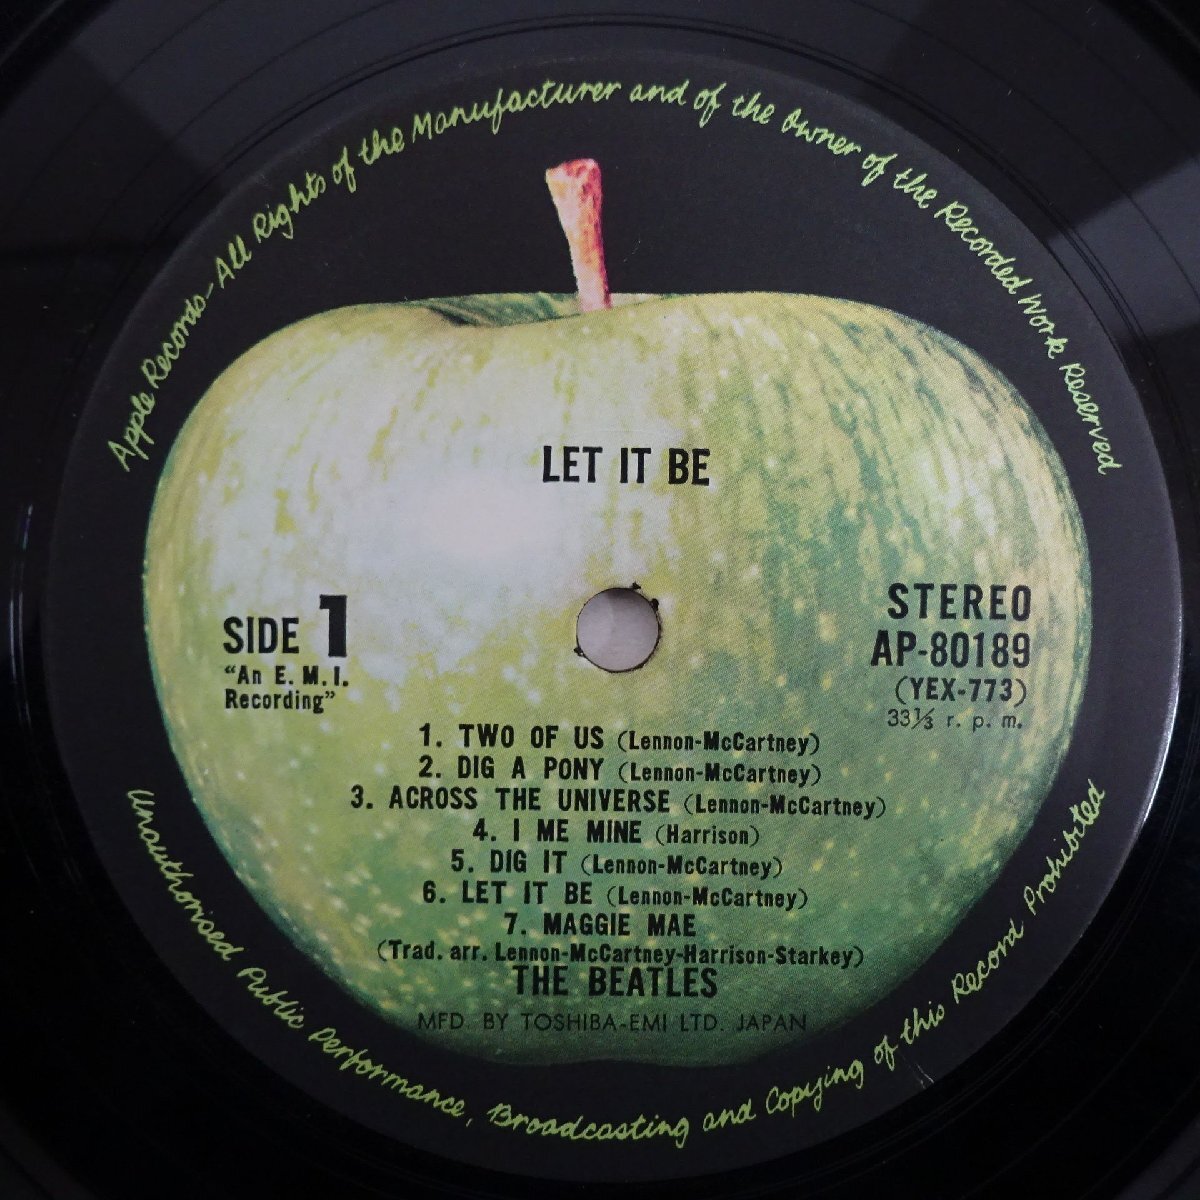 Apple Records-All Rights of the Manufacturer and of the Owner of the Recorded Work Reserved
LET IT BE
SIDE 1
"An E. M. I.
Recording"
STEREO
AP-80189
(YEX-773)
33⅓ r. p. m.
1. TWO OF US (Lennon-McCartney)
2. DIG A PONY (Lennon-McCartney)
3. ACROSS THE UNIVERSE (Lennon-McCartney)
4. I ME MINE (Harrison)
5. DIG IT (Lennon-McCartney)
6. LET IT BE (Lennon-McCartney)
7. MAGGIE MAE
(Trad. arr. Lennon-McCartney-Harrison-Starkey)
THE BEATLES
MFD. BY TOSHIBA-EMI LTD. JAPAN
Unauthorised Public Performance, Broadcasting and Copying of this Record Prohibited